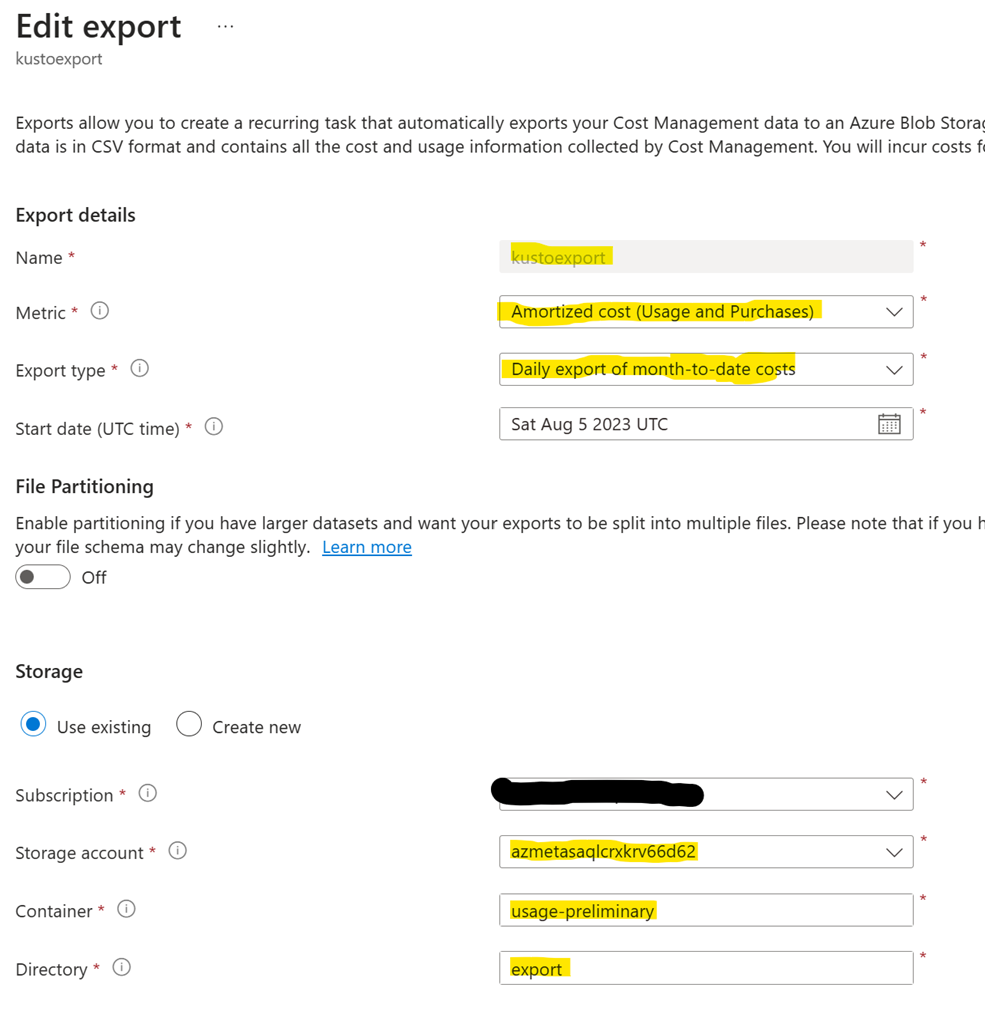 Edit export ...
kustoexport
Exports allow you to create a recurring task that automatically exports your Cost Management data to an Azure Blob
data is in CSV format and contains all the cost and usage information collected by Cost Management. You will incur costs
Export details
Name * kustoexport *
Metric * Amortized cost (Usage and Purchases) *
Export type * Daily export of month-to-date costs *
Start date (UTC time) * Sat Aug 5 2023 UTC *
File Partitioning
Enable partitioning if you have larger datasets and want your exports to be split into multiple files. Please note that if you
your file schema may change slightly. Learn more
Off
Storage
Use existing Create new
Subscription * *
Storage account * azmetasaqlcrxkrv66d62 *
Container * usage-preliminary *
Directory * export *